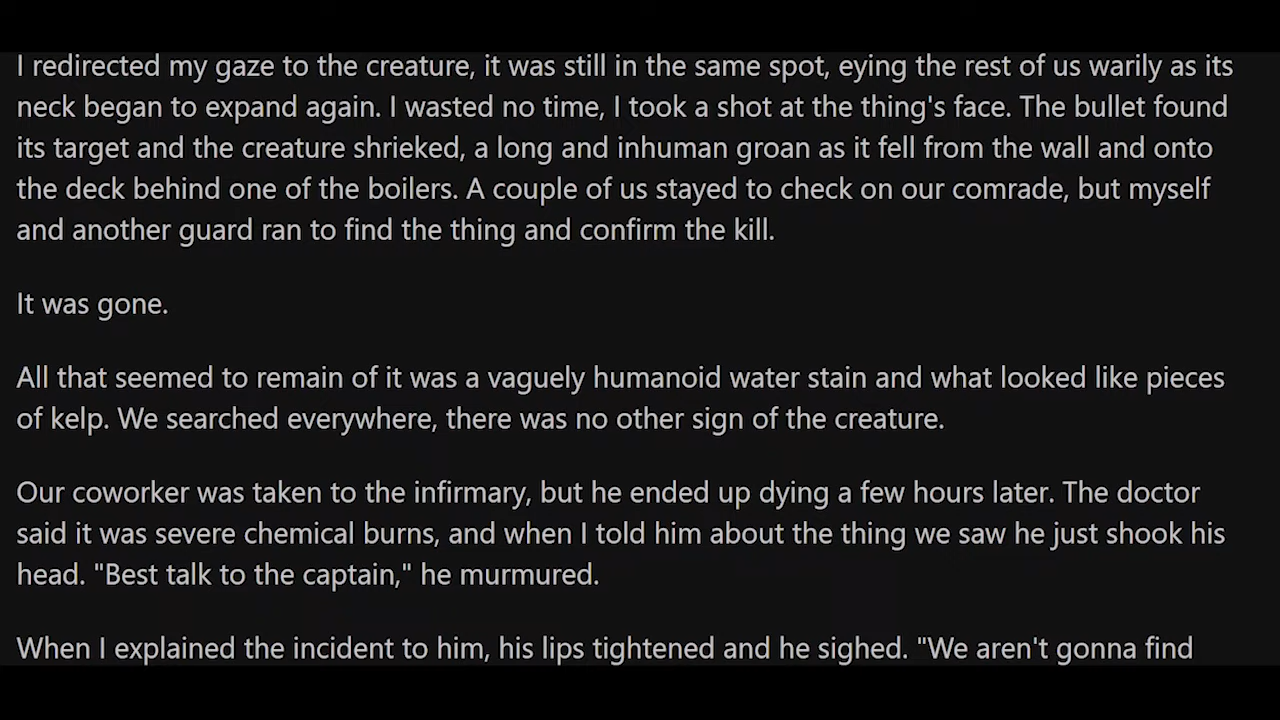 I redirected my gaze to the creature, it was still in the same spot, eying the rest of us warily as its
neck began to expand again. I wasted no time, I took a shot at the thing's face. The bullet found
its target and the creature shrieked, a long and inhuman groan as it fell from the wall and onto
the deck behind one of the boilers. A couple of us stayed to check on our comrade, but myself
and another guard ran to find the thing and confirm the kill.
It was gone.
All that seemed to remain of it was a vaguely humanoid water stain and what looked like pieces
of kelp. We searched everywhere, there was no other sign of the creature.
Our coworker was taken to the infirmary, but he ended up dying a few hours later. The doctor
said it was severe chemical burns, and when I told him about the thing we saw he just shook his
head. "Best talk to the captain," he murmured.
When I explained the incident to him, his lips tightened and he sighed. "We aren't gonna find